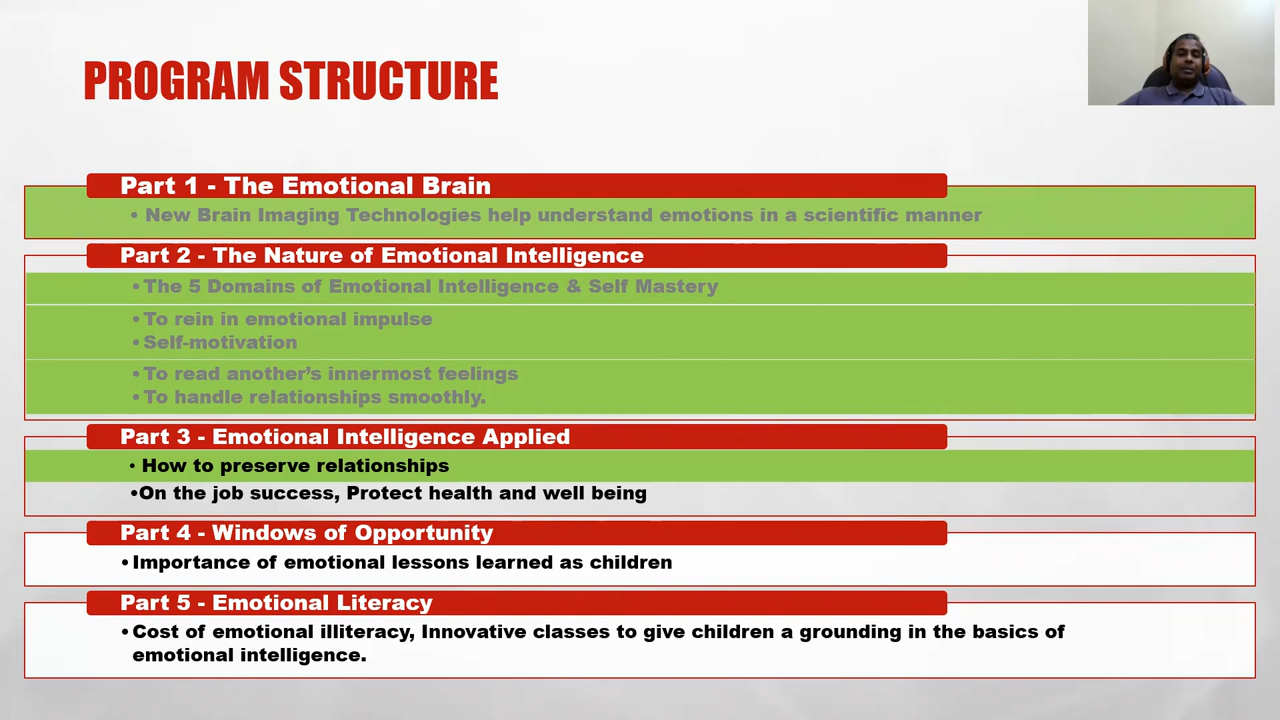 PROGRAM STRUCTURE
Part 1 - The Emotional Brain
• New Brain Imaging Technologies help understand emotions in a scientific manner
Part 2 - The Nature of Emotional Intelligence
• The 5 Domains of Emotional Intelligence & Self Mastery
• To rein in emotional impulse
• Self-motivation
• To read another’s innermost feelings
• To handle relationships smoothly.
Part 3 - Emotional Intelligence Applied
• How to preserve relationships
•On the job success, Protect health and well being
Part 4 - Windows of Opportunity
• Importance of emotional lessons learned as children
Part 5 - Emotional Literacy
• Cost of emotional illiteracy, Innovative classes to give children a grounding in the basics of
emotional intelligence.